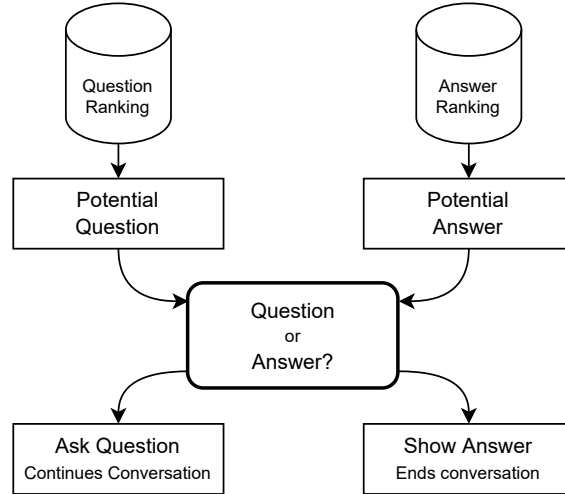 Question
Ranking
Answer
Ranking
Potential
Question
Potential
Answer
Question
or
Answer?
Ask Question
Continues Conversation
Show Answer
Ends conversation